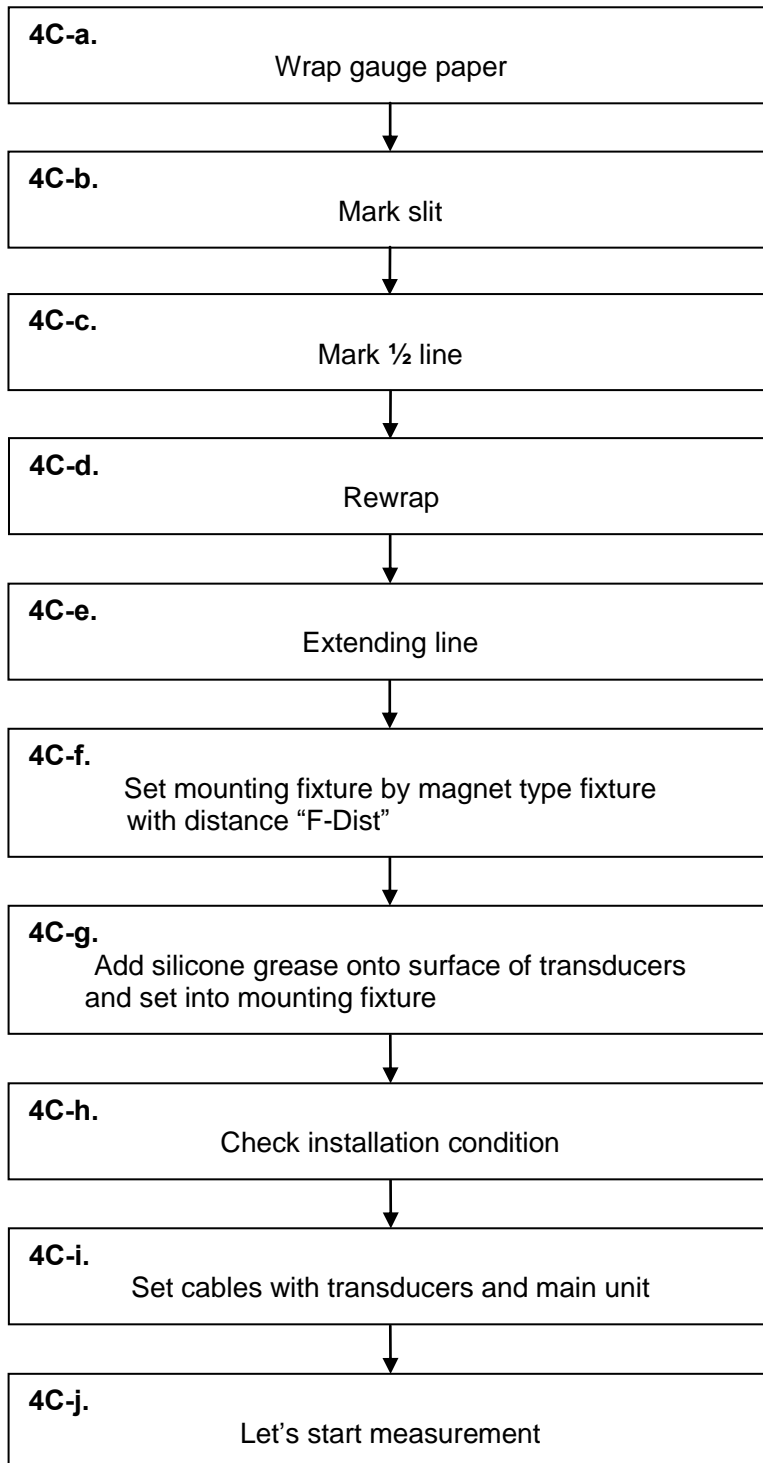 4C-a.
Wrap gauge paper
4C-b.
Mark slit
4C-c.
Mark ½ line
4C-d.
Rewrap
4C-e.
Extending line
4C-f.
Set mounting fixture by magnet type fixture
with distance “F-Dist”
4C-g.
Add silicone grease onto surface of transducers
and set into mounting fixture
4C-h.
Check installation condition
4C-i.
Set cables with transducers and main unit
4C-j.
Let’s start measurement